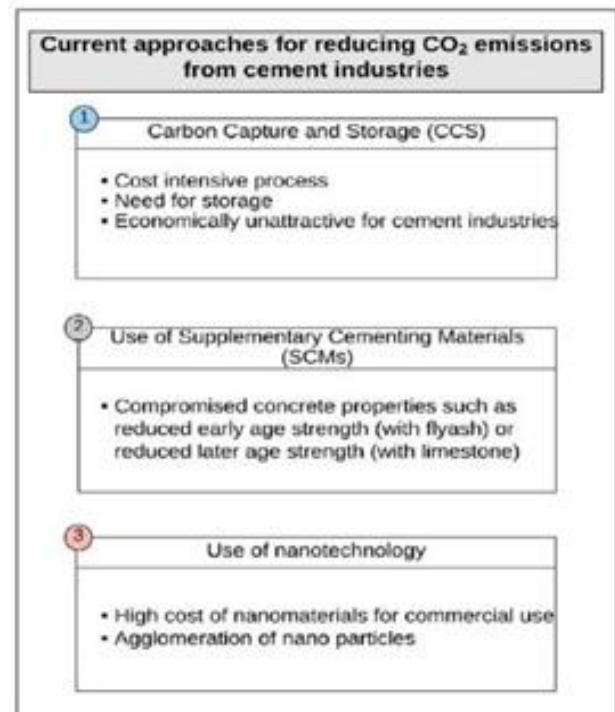 Current approaches for reducing CO₂ emissions
from cement industries
1
Carbon Capture and Storage (CCS)
• Cost intensive process
• Need for storage
• Economically unattractive for cement industries
2
Use of Supplementary Cementing Materials
(SCMs)
• Compromised concrete properties such as
reduced early age strength (with flyash) or
reduced later age strength (with limestone)
3
Use of nanotechnology
• High cost of nanomaterials for commercial use
• Agglomeration of nano particles